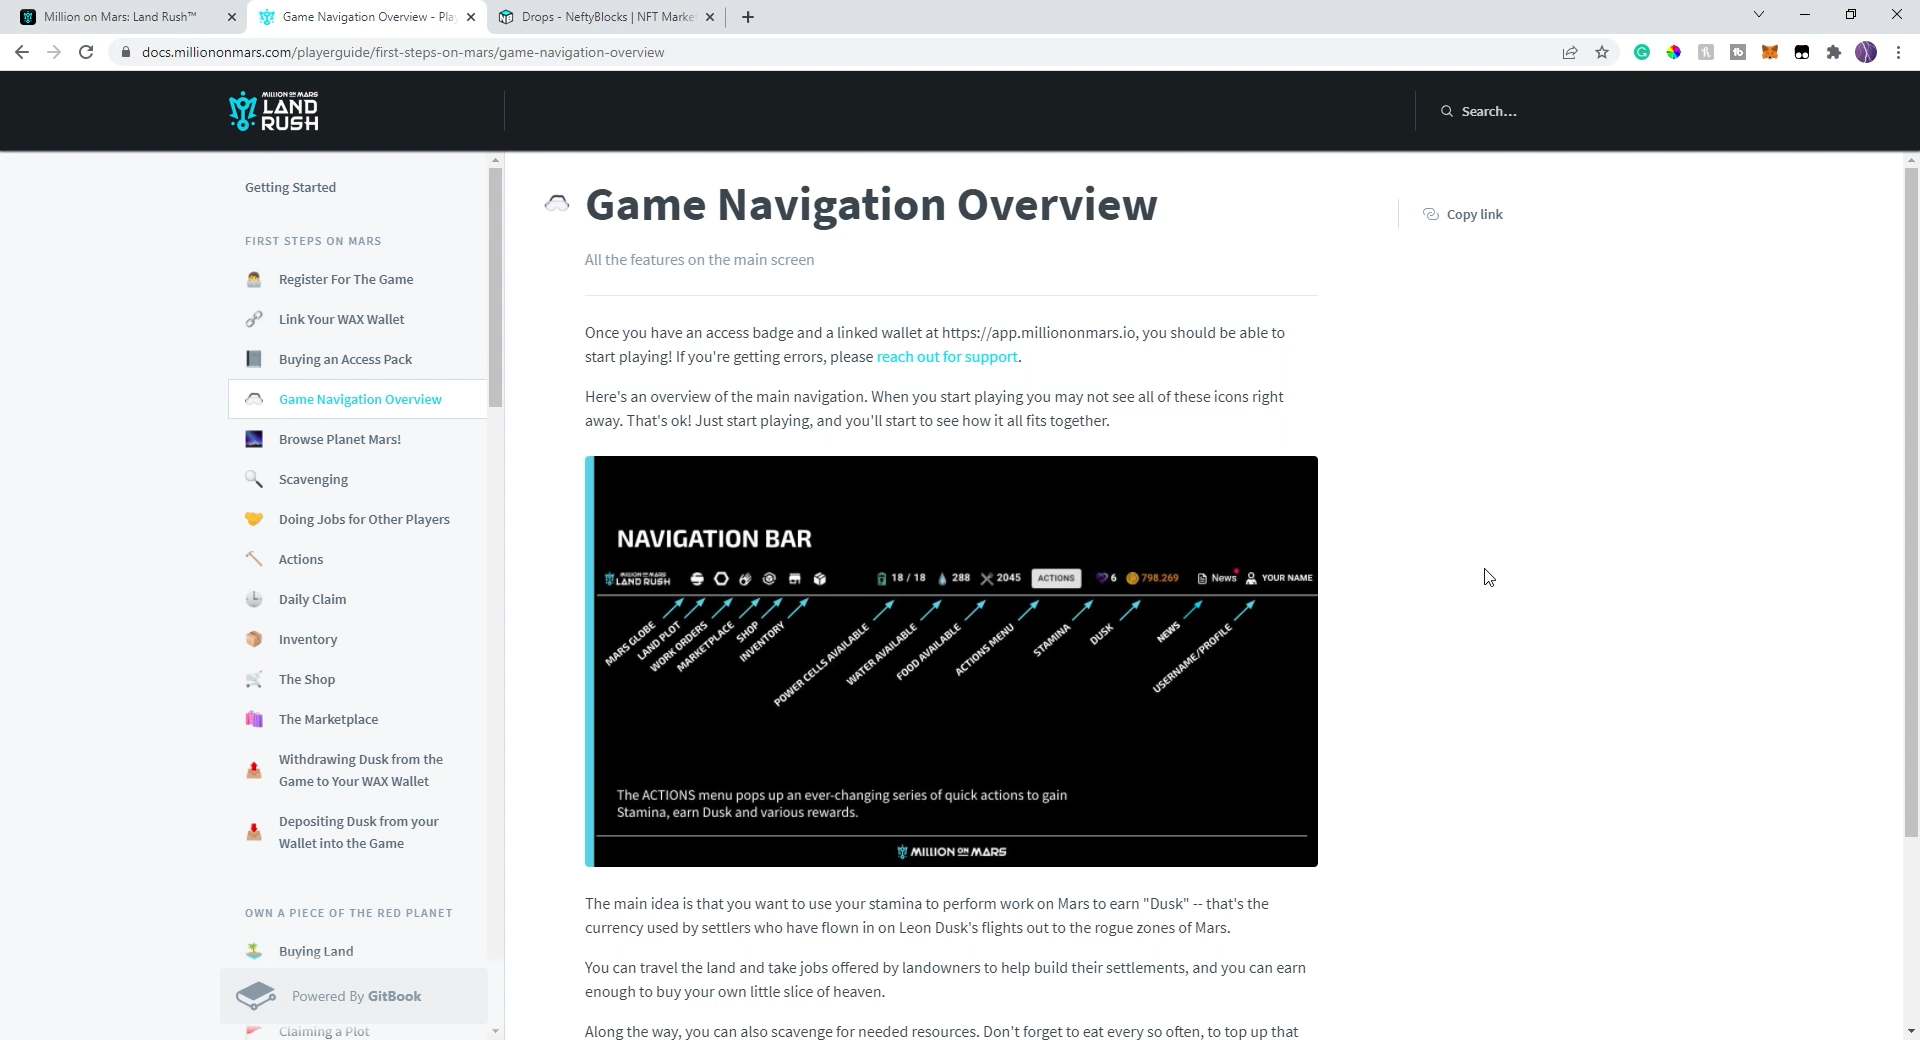 Million on Mars: Land Rush™
Game Navigation Overview - Play
Drops - NeftyBlocks | NFT Marke
docs.milliononmars.com/playerguide/first-steps-on-mars/game-navigation-overview
MILLION ON MARS
LAND
RUSH
Search...
Getting Started
FIRST STEPS ON MARS
Register For The Game
Link Your WAX Wallet
Buying an Access Pack
Game Navigation Overview
Browse Planet Mars!
Scavenging
Doing Jobs for Other Players
Actions
Daily Claim
Inventory
The Shop
The Marketplace
Withdrawing Dusk from the
Game to Your WAX Wallet
Depositing Dusk from your
Wallet into the Game
OWN A PIECE OF THE RED PLANET
Buying Land
Powered By GitBook
Claiming a Plot
Game Navigation Overview
Copy link
All the features on the main screen
Once you have an access badge and a linked wallet at https://app.milliononmars.io, you should be able to
start playing! If you're getting errors, please reach out for support.
Here's an overview of the main navigation. When you start playing you may not see all of these icons right
away. That's ok! Just start playing, and you'll start to see how it all fits together.
NAVIGATION BAR
MILLION ON MARS
LAND RUSH
18 / 18 288 2045 ACTIONS 6 798.269 News YOUR NAME
MARS GLOBE
LAND PLOT
WORK ORDERS
MARKETPLACE
SHOP
INVENTORY
POWER CELLS AVAILABLE
WATER AVAILABLE
FOOD AVAILABLE
ACTIONS MENU
STAMINA
DUSK
NEWS
USERNAME/PROFILE
The ACTIONS menu pops up an ever-changing series of quick actions to gain
Stamina, earn Dusk and various rewards.
MILLION ON MARS
The main idea is that you want to use your stamina to perform work on Mars to earn "Dusk" -- that's the
currency used by settlers who have flown in on Leon Dusk's flights out to the rogue zones of Mars.
You can travel the land and take jobs offered by landowners to help build their settlements, and you can earn
enough to buy your own little slice of heaven.
Along the way, you can also scavenge for needed resources. Don't forget to eat every so often, to top up that